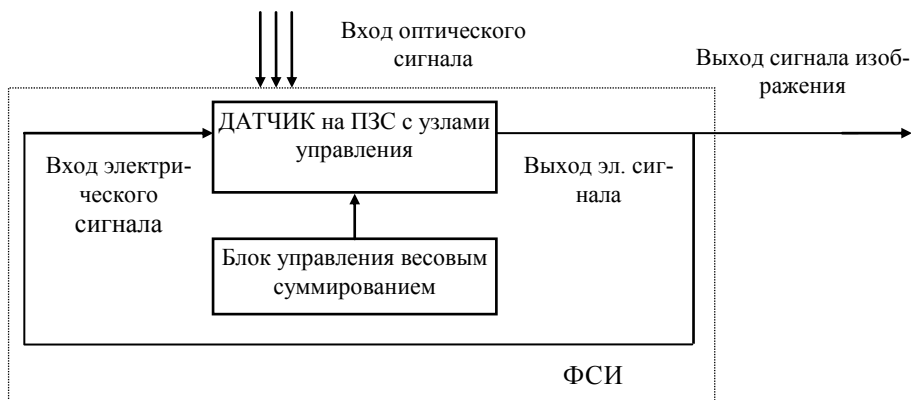 Вход оптического
сигнала
Выход сигнала изоб-
ражения
ДАТЧИК на ПЗС с узлами
управления
Вход электри-
ческого
сигнала
Выход эл. сиг-
нала
Блок управления весовым
суммированием
ФСИ